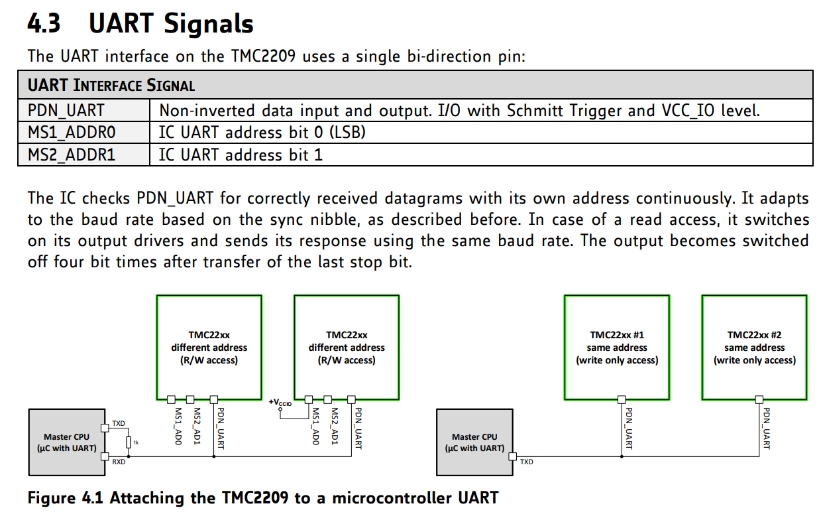 4.3 UART Signals
The UART interface on the TMC2209 uses a single bi-direction pin:
UART INTERFACE SIGNAL
PDN_UART Non-inverted data input and output. I/O with Schmitt Trigger and VCC_IO level.
MS1_ADDR0 IC UART address bit 0 (LSB)
MS2_ADDR1 IC UART address bit 1
The IC checks PDN_UART for correctly received datagrams with its own address continuously. It adapts
to the baud rate based on the sync nibble, as described before. In case of a read access, it switches
on its output drivers and sends its response using the same baud rate. The output becomes switched
off four bit times after transfer of the last stop bit.
TMC22xx
different address
(R/W access)
MS1_AD0
MS2_AD1
PDN_UART
TMC22xx
different address
(R/W access)
+VCCIO
MS1_AD0
MS2_AD1
PDN_UART
Master CPU
(µC with UART)
TXD
1k
RXD
TMC22xx #1
same address
(write only access)
PDN_UART
TMC22xx #2
same address
(write only access)
PDN_UART
Master CPU
(µC with UART)
TXD
Figure 4.1 Attaching the TMC2209 to a microcontroller UART